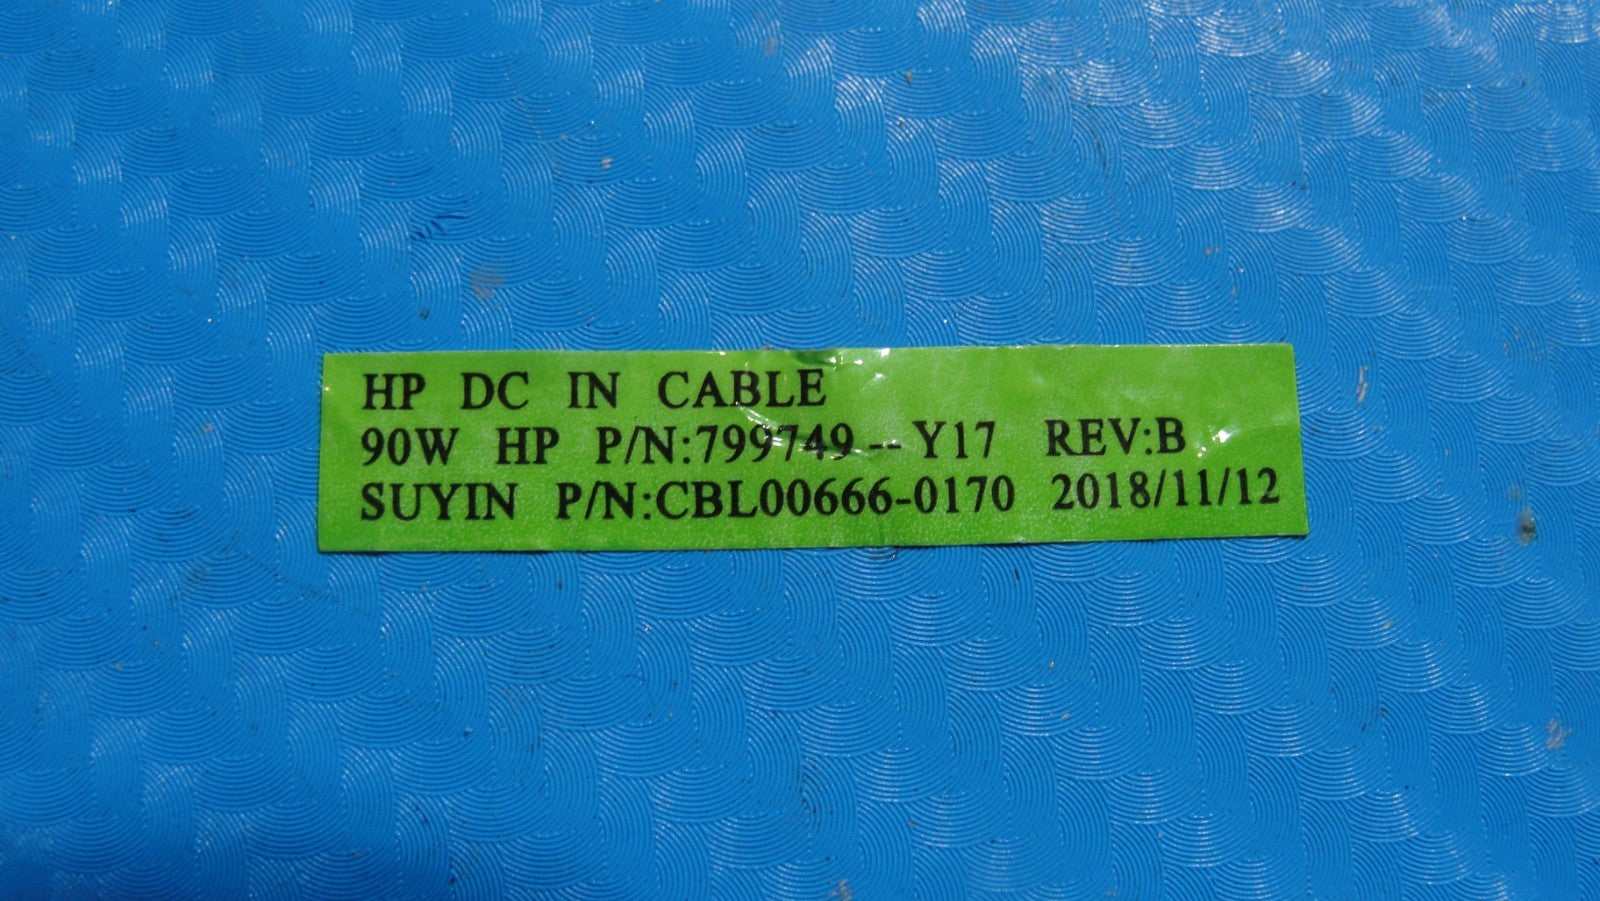 HP DC IN CABLE
90W HP P/N:799749--Y17 REV:B
SUYIN P/N:CBL00666-0170 2018/11/12